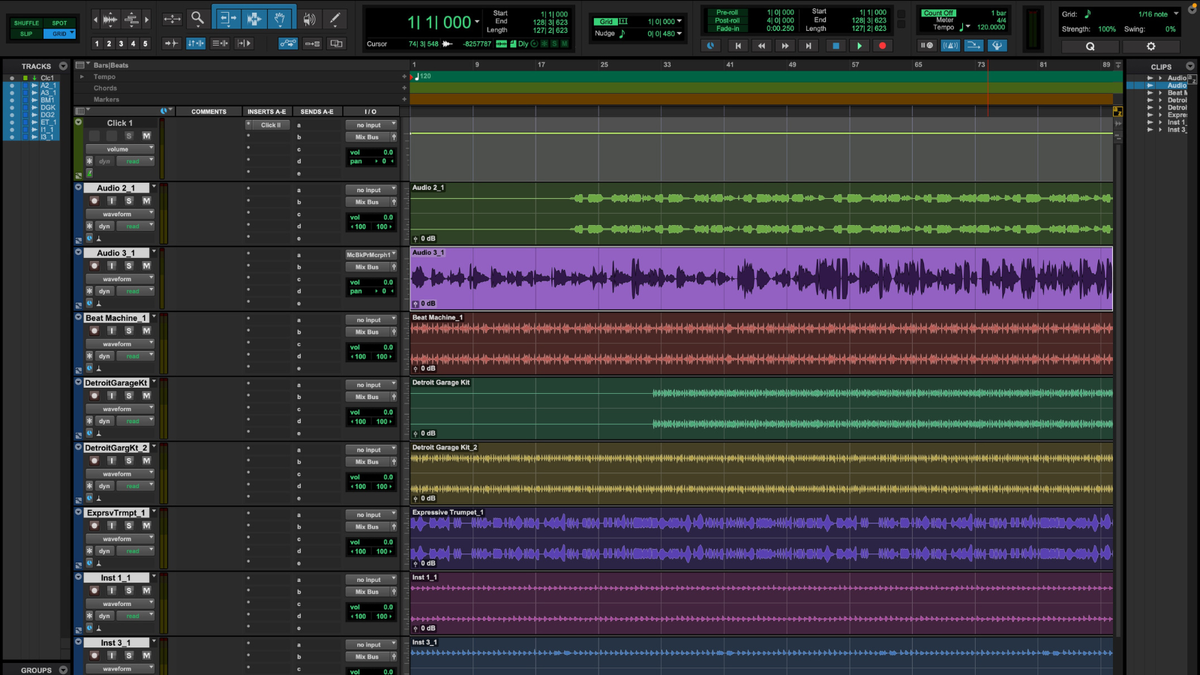 SHUFFLE SPOT
SLIP GRID
1 2 3 4 5
1| 1| 000
Start 1| 1| 000
End 128| 3| 623
Length 127| 2| 623
Cursor 74| 3| 548 -8257787 Dly
Grid 1| 0| 000
Nudge 0| 0| 480
Pre-roll 1| 0| 000
Post-roll 4| 0| 000
Fade-in 0:00.250
Start 1| 1| 000
End 128| 3| 623
Length 127| 2| 623
Count Off 1 bar
Meter 4/4
Tempo 120.0000
Grid: 1/16 note
Strength: 100% Swing: 0%
Q
TRACKS
Clc1
A2_1
A3_1
BM1
DGK
DG2
ET_1
I1_1
I3_1
GROUPS
Bars|Beats
Tempo
Chords
Markers
1 9 17 25 33 41 49 57 65 73 81 89
120
COMMENTS INSERTS A-E SENDS A-E I / O
Click 1
S M
volume
dyn read
Click II
a
b
c
d
e
no input
Mix Bus
vol 0.0
pan 0
Audio 2_1
I S M
waveform
dyn read
a
b
c
d
e
no input
Mix Bus
vol 0.0
100 100
Audio 2_1
0 dB
Audio 3_1
I S M
waveform
dyn read
a
b
c
d
e
McBkPrMcrph1
Mix Bus
vol 0.0
pan 0
Audio 3_1
0 dB
Beat Machine_1
I S M
waveform
dyn read
a
b
c
d
e
no input
Mix Bus
vol 0.0
100 100
Beat Machine_1
0 dB
DetroitGarageKt
I S M
waveform
dyn read
a
b
c
d
e
no input
Mix Bus
vol 0.0
100 100
Detroit Garage Kit
0 dB
DetroitGargKt_2
I S M
waveform
dyn read
a
b
c
d
e
no input
Mix Bus
vol 0.0
100 100
Detroit Garage Kit_2
0 dB
ExprsvTrmpt_1
I S M
waveform
dyn read
a
b
c
d
e
no input
Mix Bus
vol 0.0
100 100
Expressive Trumpet_1
0 dB
Inst 1_1
I S M
waveform
dyn read
a
b
c
d
e
no input
Mix Bus
vol 0.0
100 100
Inst 1_1
0 dB
Inst 3_1
I S M
waveform
a
b
c
no input
Mix Bus
vol 0.0
Inst 3_1
CLIPS
Audio
Audio
Beat M
Detroi
Detroi
Expre
Inst 1_
Inst 3_